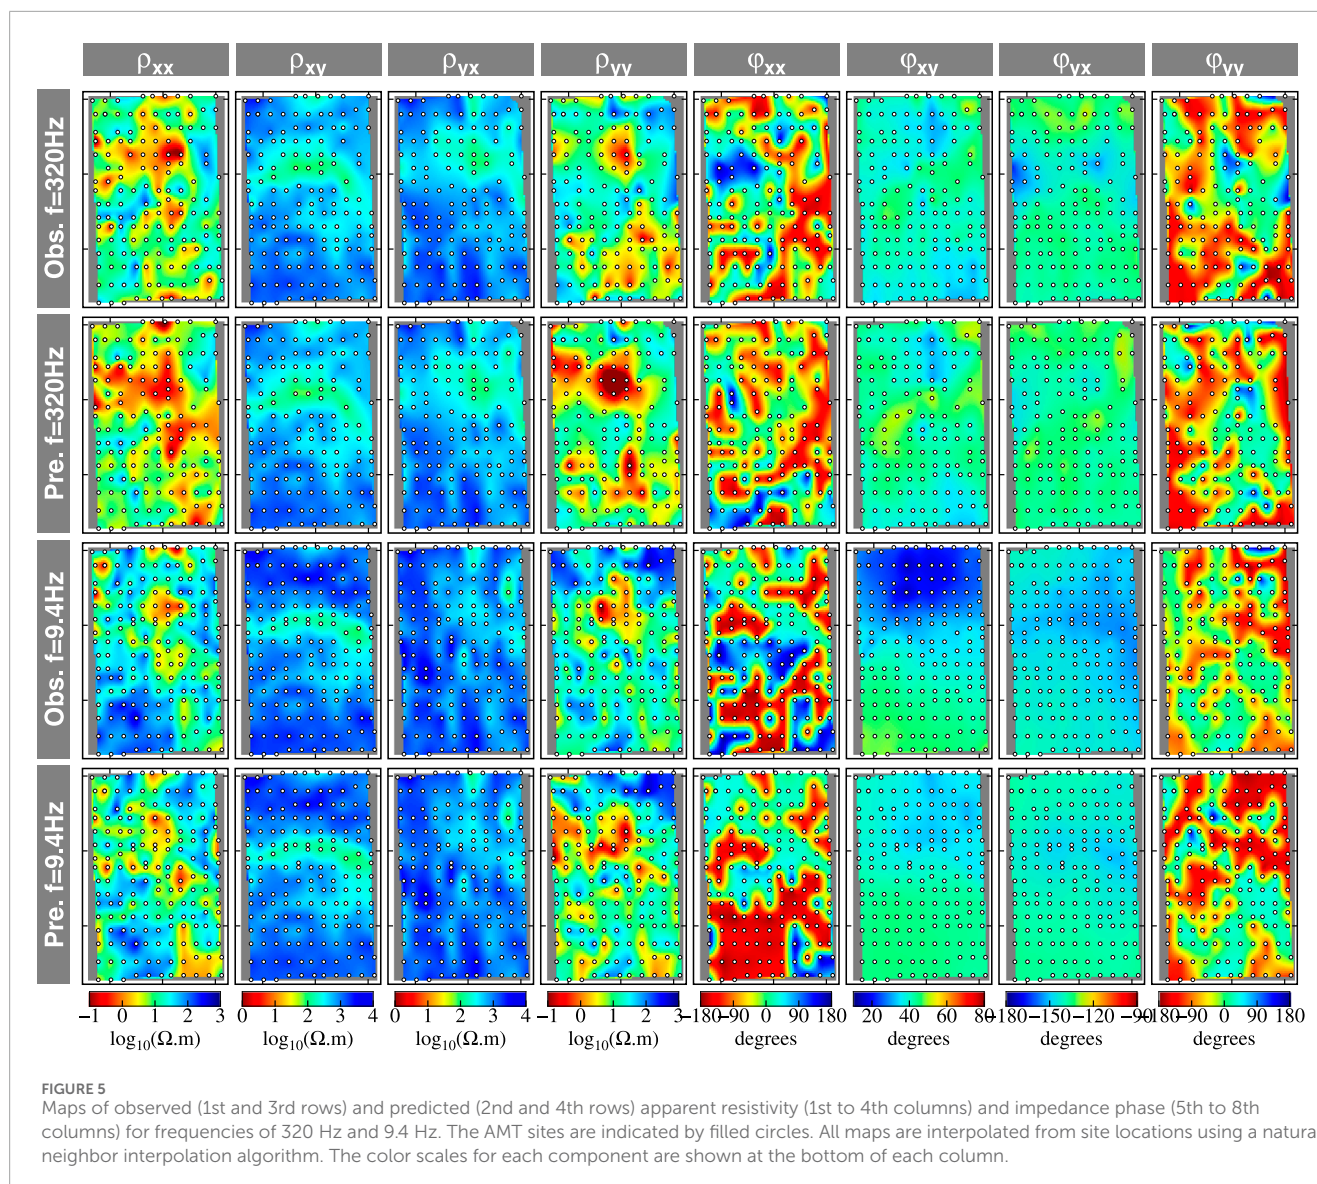 ρxx ρxy ρyx ρyy φxx φxy φyx φyy
Obs. f=320Hz
Pre. f=320Hz
Obs. f=9.4Hz
Pre. f=9.4Hz
−1 0 1 2 3 0 1 2 3 4 0 1 2 3 4 −1 0 1 2 3 −180 −90 0 90 180 20 40 60 80 −180 −150 −120 −90 −180 −90 0 90 180
log10(Ω.m) log10(Ω.m) log10(Ω.m) log10(Ω.m) degrees degrees degrees degrees
FIGURE 5
Maps of observed (1st and 3rd rows) and predicted (2nd and 4th rows) apparent resistivity (1st to 4th columns) and impedance phase (5th to 8th
columns) for frequencies of 320 Hz and 9.4 Hz. The AMT sites are indicated by filled circles. All maps are interpolated from site locations using a natura
neighbor interpolation algorithm. The color scales for each component are shown at the bottom of each column.